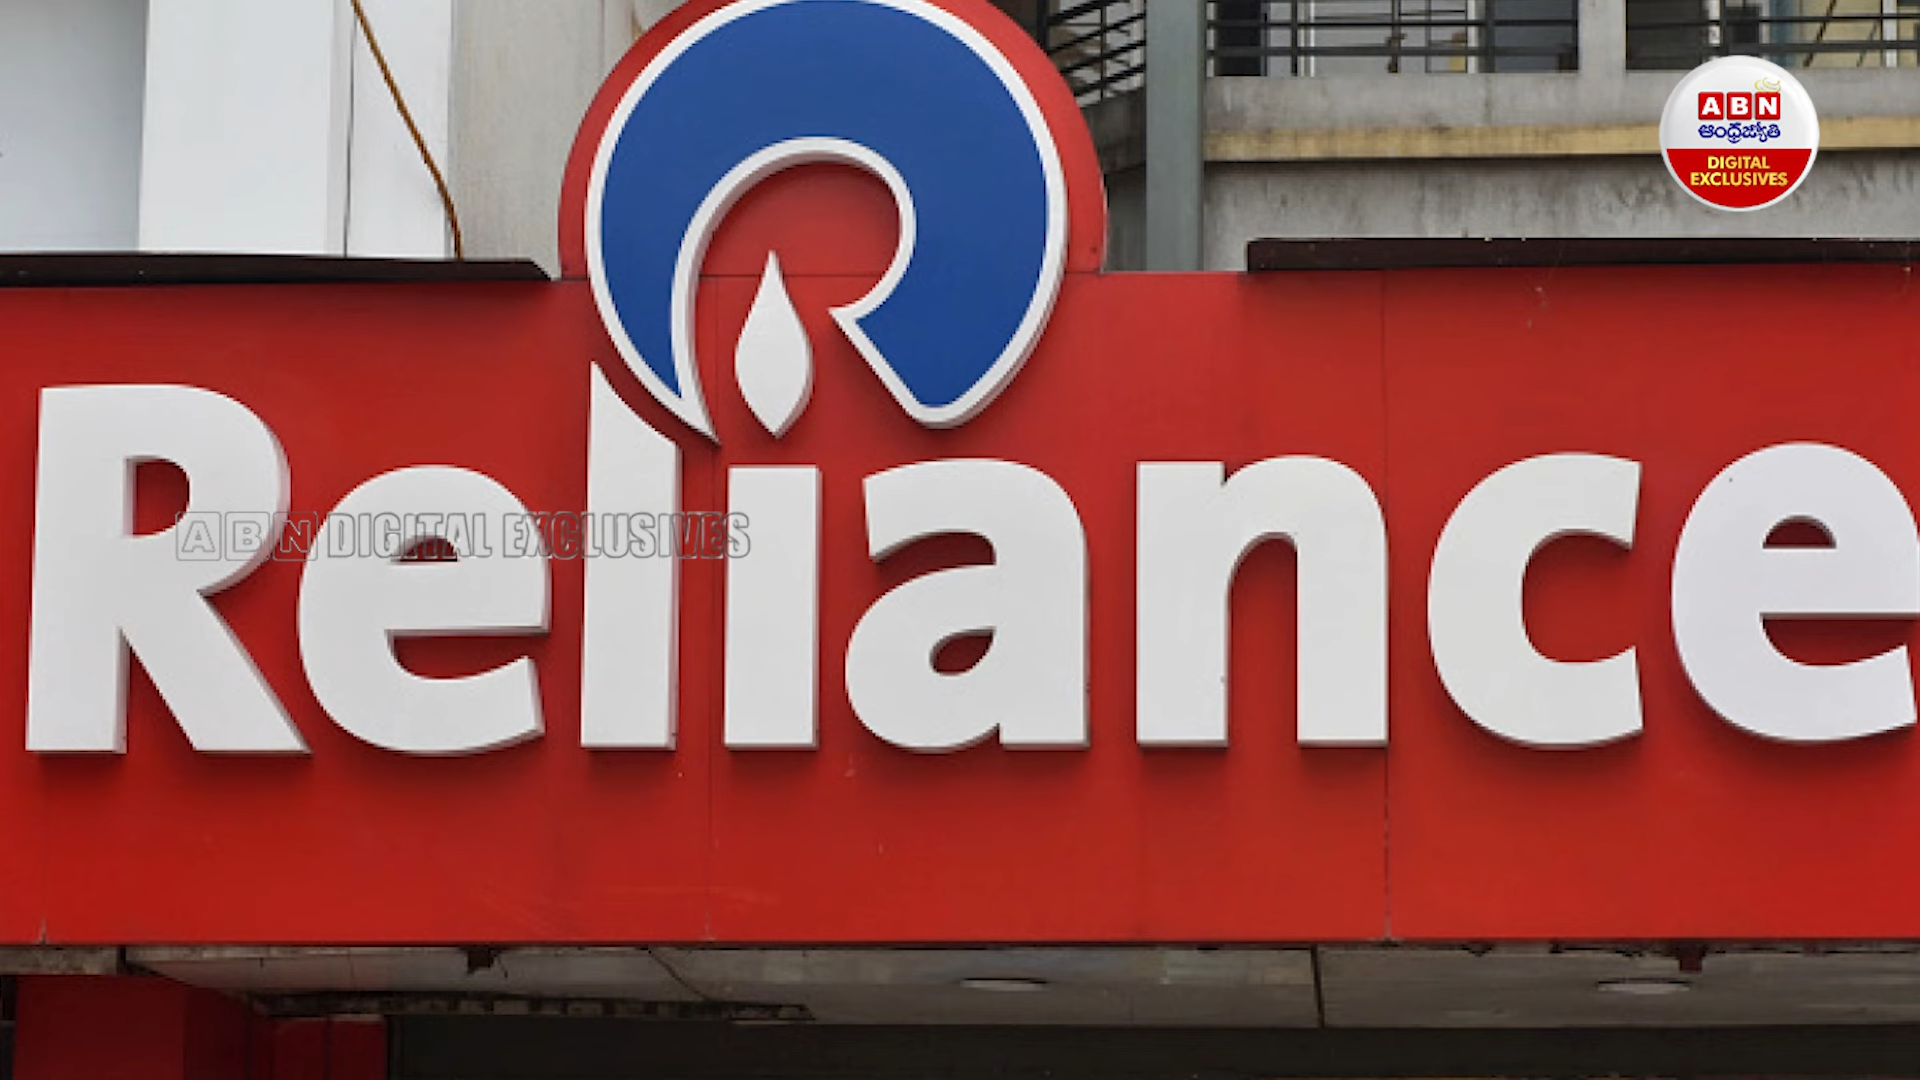 ABN
ఆంధ్రజ్యోతి
DIGITAL
EXCLUSIVES
Reliance
ABN DIGITAL EXCLUSIVES